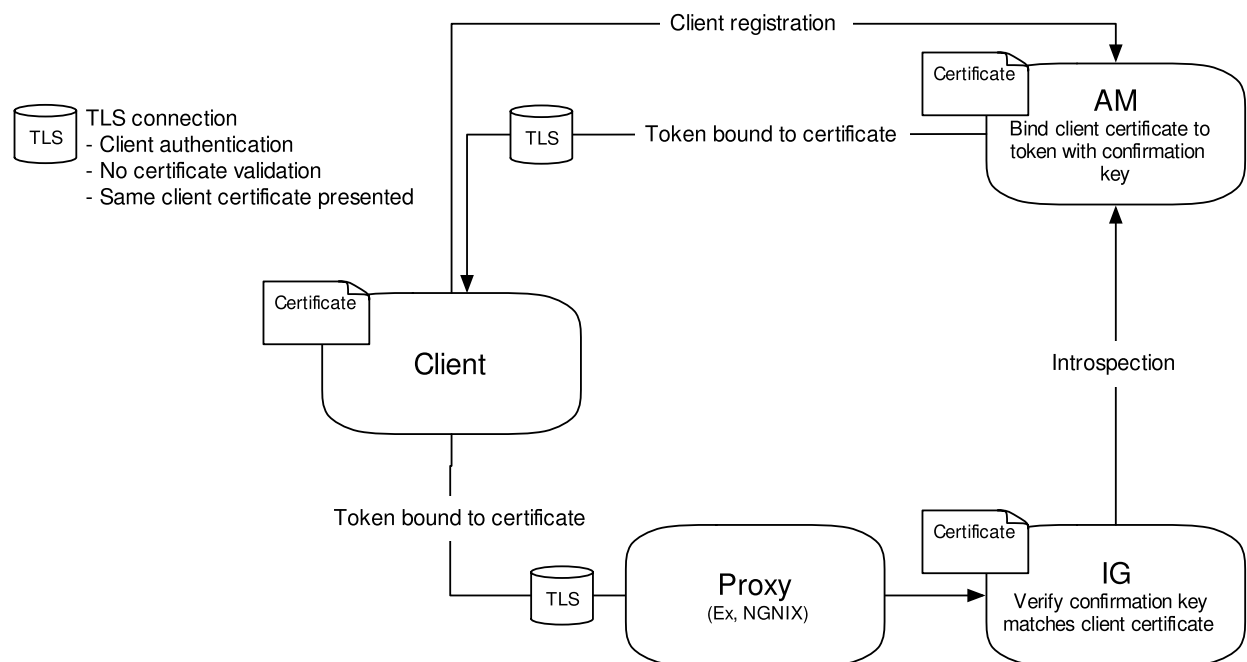 Client registration
Certificate
AM
Bind client certificate to
token with confirmation
key
TLS
TLS connection
- Client authentication
- No certificate validation
- Same client certificate presented
TLS
Token bound to certificate
Certificate
Client
Introspection
Token bound to certificate
TLS
Proxy
(Ex, NGNIX)
Certificate
IG
Verify confirmation key
matches client certificate